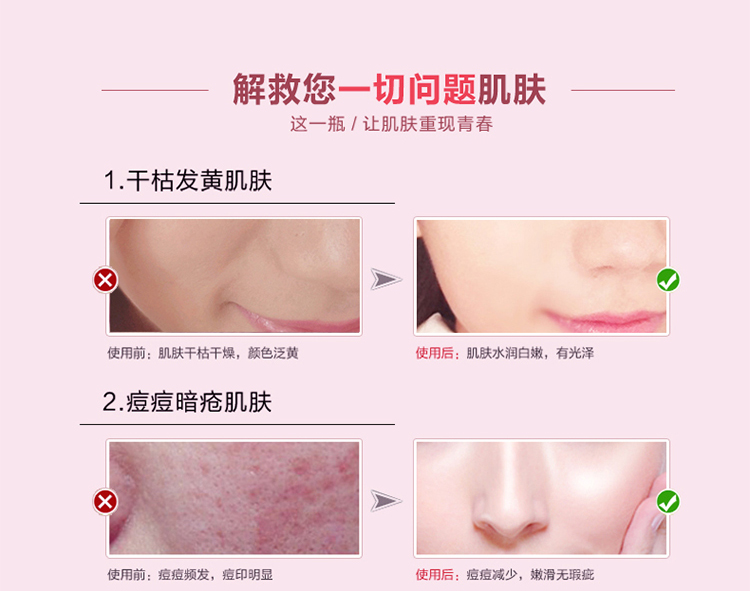 解救您一切问题肌肤
这一瓶 / 让肌肤重现青春
1.干枯发黄肌肤
使用前：肌肤干枯干燥，颜色泛黄
使用后：肌肤水润白嫩，有光泽
2.痘痘暗疮肌肤
使用前：痘痘频发，痘印明显
使用后：痘痘减少，嫩滑无瑕疵